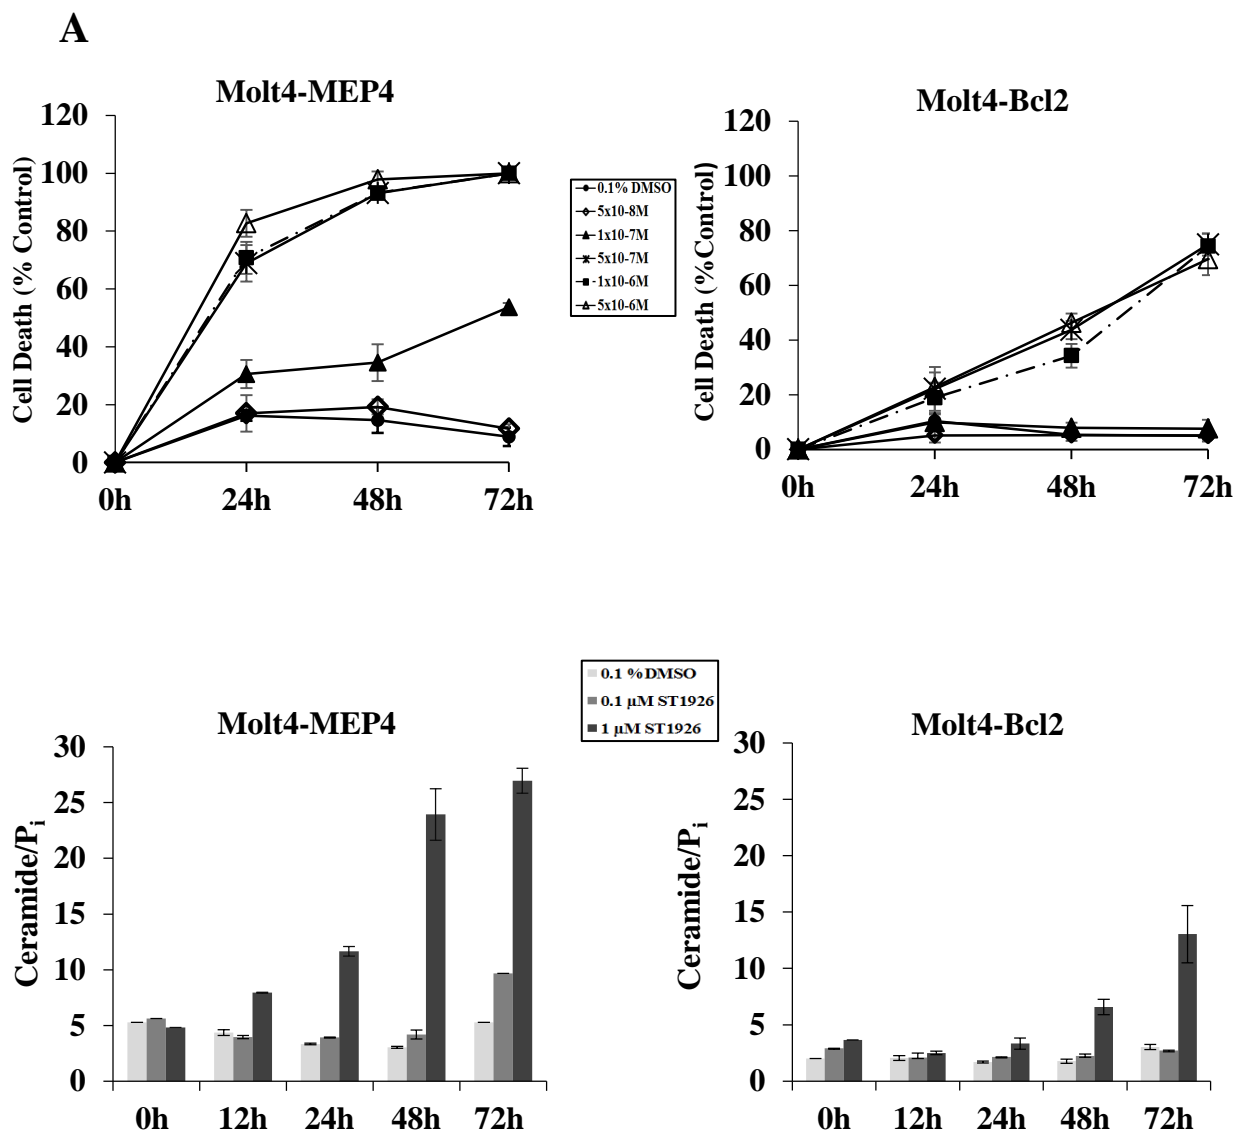 A
Molt4-MEP4
Cell Death (% Control)
120
100
80
60
40
20
0
0h 24h 48h 72h
0.1% DMSO
5x10-8M
1x10-7M
5x10-7M
1x10-6M
5x10-6M
Molt4-Bcl2
Cell Death (%Control)
120
100
80
60
40
20
0
0h 24h 48h 72h
0.1 %DMSO
0.1 µM ST1926
1 µM ST1926
Molt4-MEP4
Ceramide/Pi
30
25
20
15
10
5
0
0h 12h 24h 48h 72h
Molt4-Bcl2
Ceramide/Pi
30
25
20
15
10
5
0
0h 12h 24h 48h 72h